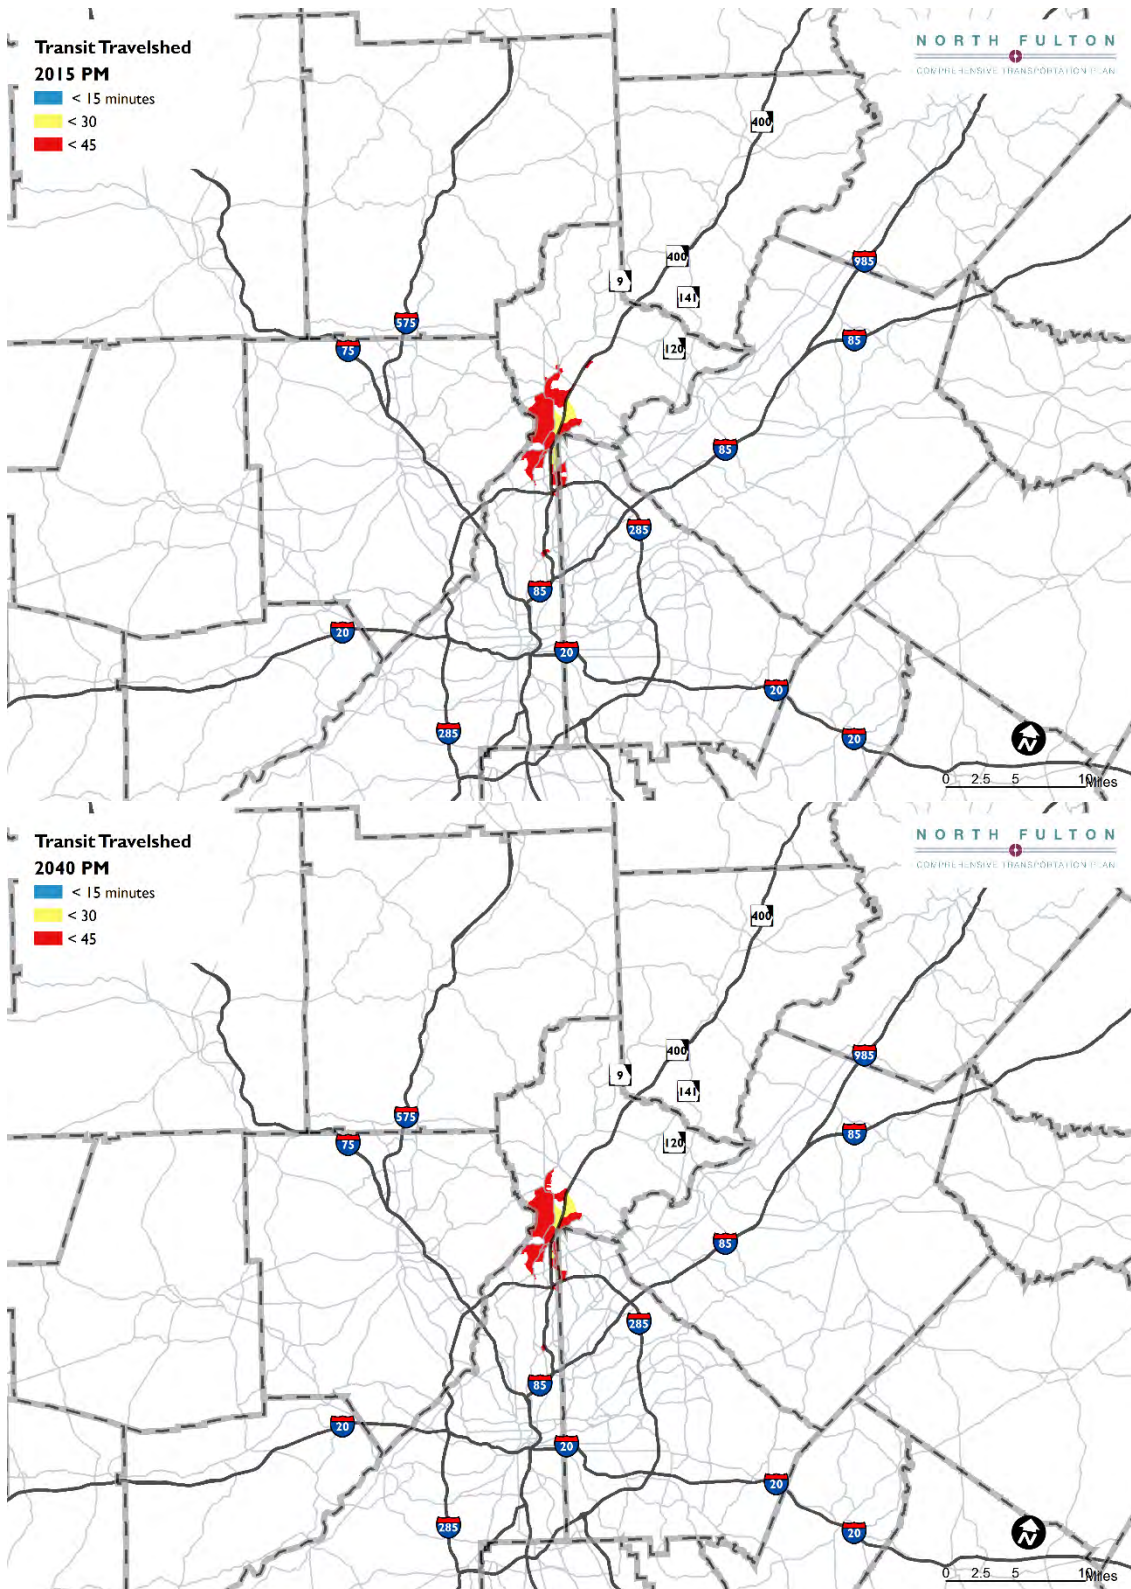 Transit Travelshed
2015 PM
< 15 minutes
< 30
< 45
NORTH FULTON
COMPREHENSIVE TRANSPORTATION PLAN
400
985
400
9
141
575
75
85
120
85
285
85
20
20
20
285
20
0 2.5 5 10 Miles
N
Transit Travelshed
2040 PM
< 15 minutes
< 30
< 45
NORTH FULTON
COMPREHENSIVE TRANSPORTATION PLAN
400
400
985
9
141
575
75
85
120
85
285
85
20
20
20
285
20
N
0 2.5 5 10 Miles